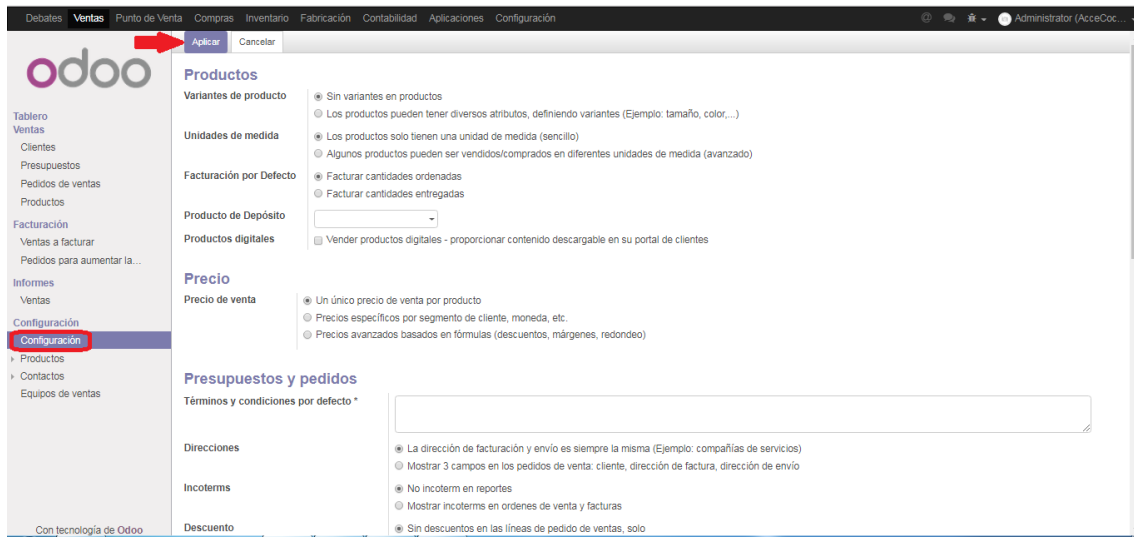 Debates Ventas Punto de Venta Compras Inventario Fabricación Contabilidad Aplicaciones Configuración @ Administrator (AcceCoc...
Aplicar Cancelar
odoo
Productos
Variantes de producto
Sin variantes en productos
Los productos pueden tener diversos atributos, definiendo variantes (Ejemplo: tamaño, color,...)
Unidades de medida
Los productos solo tienen una unidad de medida (sencillo)
Algunos productos pueden ser vendidos/comprados en diferentes unidades de medida (avanzado)
Facturación por Defecto
Facturar cantidades ordenadas
Facturar cantidades entregadas
Producto de Depósito
Productos digitales
Vender productos digitales - proporcionar contenido descargable en su portal de clientes
Precio
Precio de venta
Un único precio de venta por producto
Precios específicos por segmento de cliente, moneda, etc.
Precios avanzados basados en fórmulas (descuentos, márgenes, redondeo)
Presupuestos y pedidos
Términos y condiciones por defecto *
Direcciones
La dirección de facturación y envío es siempre la misma (Ejemplo: compañías de servicios)
Mostrar 3 campos en los pedidos de venta: cliente, dirección de factura, dirección de envío
Incoterms
No incoterm en reportes
Mostrar incoterms en ordenes de venta y facturas
Descuento
Sin descuentos en las líneas de pedido de ventas, solo
Tablero
Ventas
Clientes
Presupuestos
Pedidos de ventas
Productos
Facturación
Ventas a facturar
Pedidos para aumentar la...
Informes
Ventas
Configuración
Configuración
Productos
Contactos
Equipos de ventas
Con tecnología de Odoo